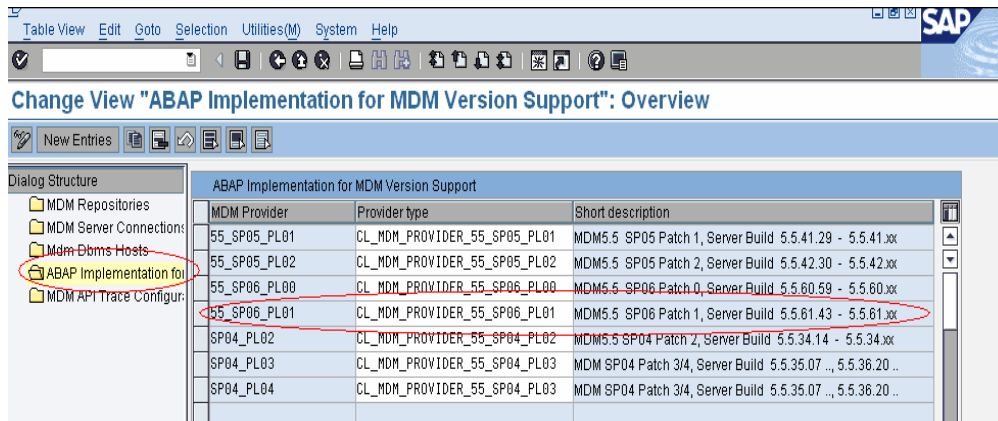 Table View Edit Goto Selection Utilities(M) System Help
SAP
Change View "ABAP Implementation for MDM Version Support": Overview
New Entries
Dialog Structure
MDM Repositories
MDM Server Connections
Mdm Dbms Hosts
ABAP Implementation for
MDM API Trace Configur
ABAP Implementation for MDM Version Support
MDM Provider Provider type Short description
55_SP05_PL01 CL_MDM_PROVIDER_55_SP05_PL01 MDM5.5 SP05 Patch 1, Server Build 5.5.41.29 - 5.5.41.xx
55_SP05_PL02 CL_MDM_PROVIDER_55_SP05_PL02 MDM5.5 SP05 Patch 2, Server Build 5.5.42.30 - 5.5.42.xx
55_SP06_PL00 CL_MDM_PROVIDER_55_SP06_PL00 MDM5.5 SP06 Patch 0, Server Build 5.5.60.59 - 5.5.60.xx
55_SP06_PL01 CL_MDM_PROVIDER_55_SP06_PL01 MDM5.5 SP06 Patch 1, Server Build 5.5.61.43 - 5.5.61.xx
SP04_PL02 CL_MDM_PROVIDER_55_SP04_PL02 MDM5.5 SP04 Patch 2, Server Build 5.5.34.14 - 5.5.34.xx
SP04_PL03 CL_MDM_PROVIDER_55_SP04_PL03 MDM SP04 Patch 3/4, Server Build 5.5.35.07 .., 5.5.36.20 ..
SP04_PL04 CL_MDM_PROVIDER_55_SP04_PL03 MDM SP04 Patch 3/4, Server Build 5.5.35.07 .., 5.5.36.20 ..